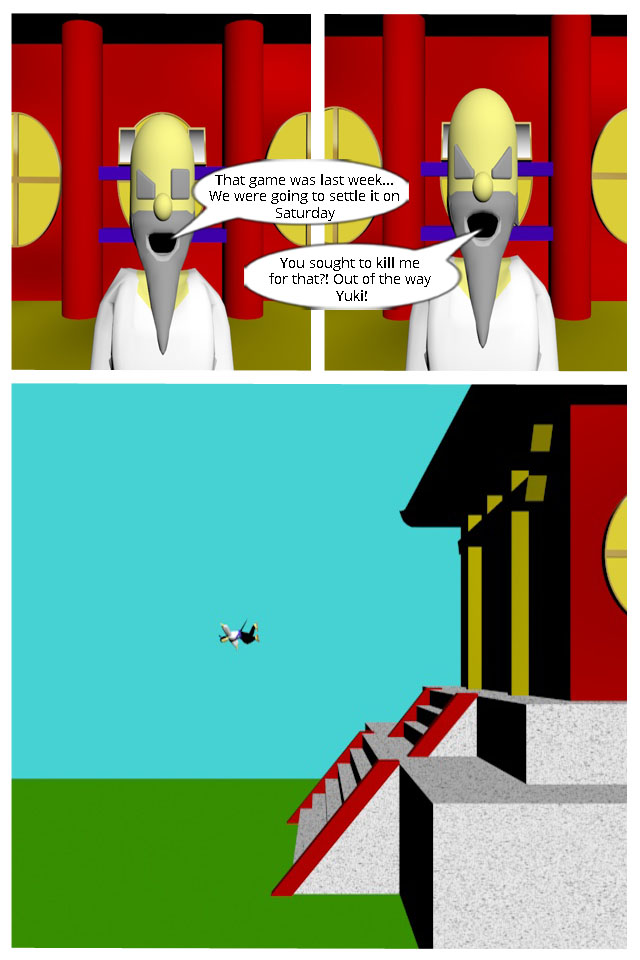 That game was last week...
We were going to settle it on
Saturday
You sought to kill me
for that?! Out of the way
Yuki!